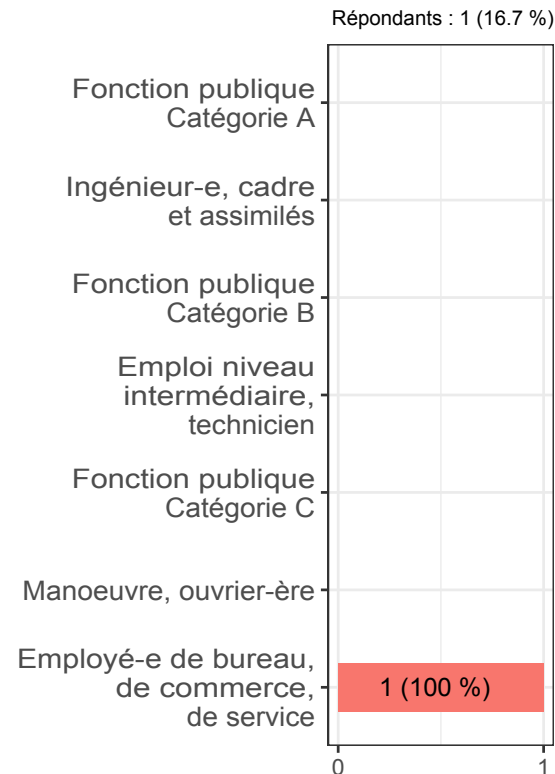 Répondants : 1 (16.7 %)
Fonction publique
Catégorie A
Ingénieur-e, cadre
et assimilés
Fonction publique
Catégorie B
Emploi niveau
intermédiaire,
technicien
Fonction publique
Catégorie C
Manoeuvre, ouvrier-ère
Employé-e de bureau,
de commerce,
de service
1 (100 %)
0 1